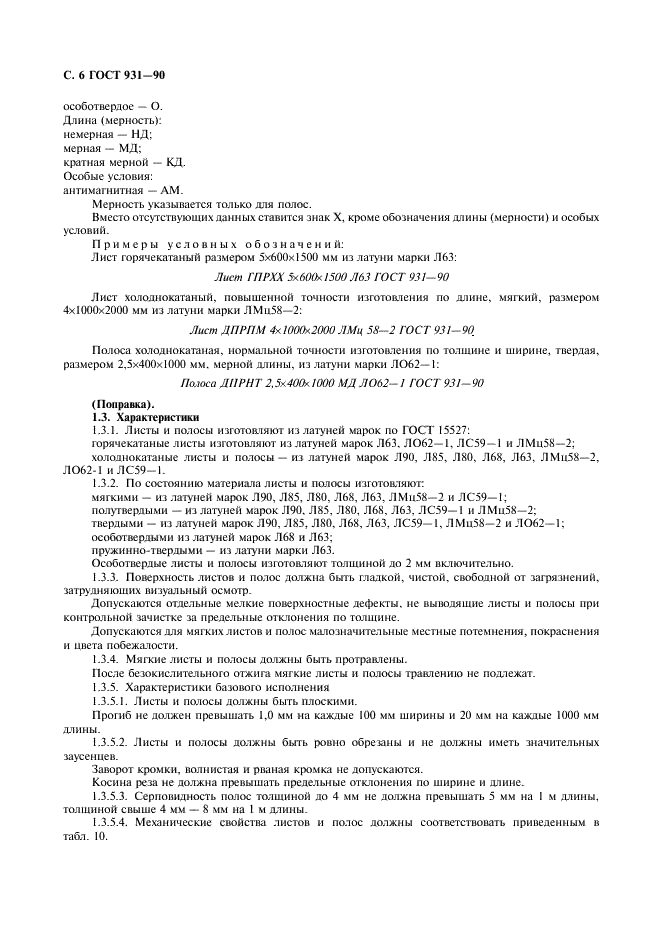 С. 6 ГОСТ 931—90
особотвердое — О.
Длина (мерность):
немерная — НД;
мерная — МД;
кратная мерной — КД.
Особые условия:
антимагнитная — АМ.
Мерность указывается только для полос.
Вместо отсутствующих данных ставится знак Х, кроме обозначения длины (мерности) и особых
условий.
Примеры условных обозначений:
Лист горячекатаный размером 5×600×1500 мм из латуни марки Л63:
Лист ГПРХХ 5×600×1500 Л63 ГОСТ 931—90
Лист холоднокатаный, повышенной точности изготовления по длине, мягкий, размером
4×1000×2000 мм из латуни марки ЛМц58—2:
Лист ДПРПМ 4×1000×2000 ЛМц 58—2 ГОСТ 931—90.
Полоса холоднокатаная, нормальной точности изготовления по толщине и ширине, твердая,
размером 2,5×400×1000 мм, мерной длины, из латуни марки ЛО62—1:
Полоса ДПРНТ 2,5×400×1000 МД ЛО62—1 ГОСТ 931—90
(Поправка).
1.3. Характеристики
1.3.1. Листы и полосы изготовляют из латуней марок по ГОСТ 15527:
горячекатаные листы изготовляют из латуней марок Л63, ЛО62—1, ЛС59—1 и ЛМц58—2;
холоднокатаные листы и полосы — из латуней марок Л90, Л85, Л80, Л68, Л63, ЛМц58—2,
ЛО62-1 и ЛС59—1.
1.3.2. По состоянию материала листы и полосы изготовляют:
мягкими — из латуней марок Л90, Л85, Л80, Л68, Л63, ЛМц58—2 и ЛС59—1;
полутвердыми — из латуней марок Л90, Л85, Л80, Л68, Л63, ЛС59—1 и ЛМц58—2;
твердыми — из латуней марок Л90, Л85, Л80, Л68, Л63, ЛС59—1, ЛМц58—2 и ЛО62—1;
особотвердыми из латуней марок Л68 и Л63;
пружинно-твердыми — из латуни марки Л63.
Особотвердые листы и полосы изготовляют толщиной до 2 мм включительно.
1.3.3. Поверхность листов и полос должна быть гладкой, чистой, свободной от загрязнений,
затрудняющих визуальный осмотр.
Допускаются отдельные мелкие поверхностные дефекты, не выводящие листы и полосы при
контрольной зачистке за предельные отклонения по толщине.
Допускаются для мягких листов и полос малозначительные местные потемнения, покраснения
и цвета побежалости.
1.3.4. Мягкие листы и полосы должны быть протравлены.
После безокислительного отжига мягкие листы и полосы травлению не подлежат.
1.3.5. Характеристики базового исполнения
1.3.5.1. Листы и полосы должны быть плоскими.
Прогиб не должен превышать 1,0 мм на каждые 100 мм ширины и 20 мм на каждые 1000 мм
длины.
1.3.5.2. Листы и полосы должны быть ровно обрезаны и не должны иметь значительных
заусенцев.
Заворот кромки, волнистая и рваная кромка не допускаются.
Косина реза не должна превышать предельные отклонения по ширине и длине.
1.3.5.3. Серповидность полос толщиной до 4 мм не должна превышать 5 мм на 1 м длины,
толщиной свыше 4 мм — 8 мм на 1 м длины.
1.3.5.4. Механические свойства листов и полос должны соответствовать приведенным в
табл. 10.